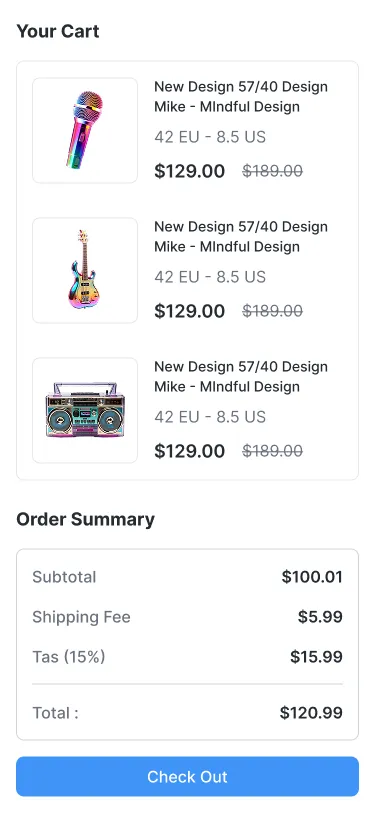 Your Cart
New Design 57/40 Design
Mike - MIndful Design
42 EU - 8.5 US
$129.00 $189.00
New Design 57/40 Design
Mike - MIndful Design
42 EU - 8.5 US
$129.00 $189.00
New Design 57/40 Design
Mike - MIndful Design
42 EU - 8.5 US
$129.00 $189.00
Order Summary
Subtotal $100.01
Shipping Fee $5.99
Tas (15%) $15.99
Total : $120.99
Check Out